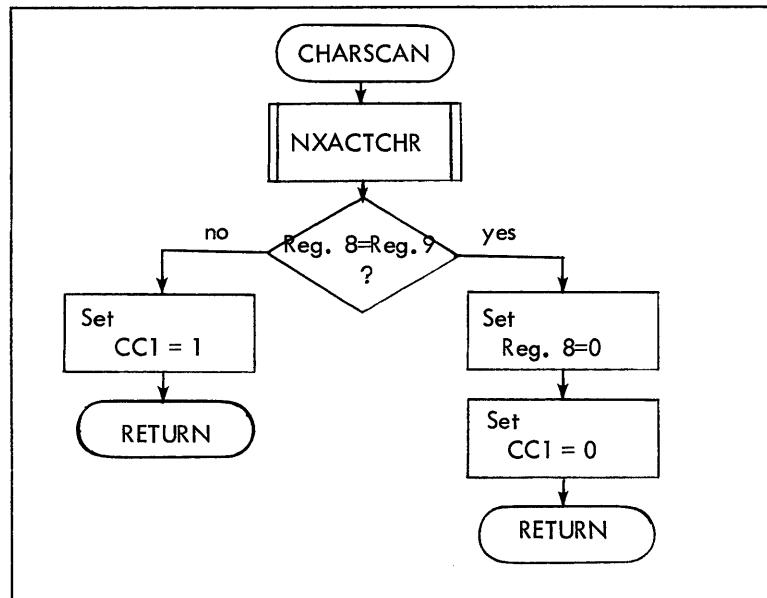 CHARSCAN
NXACTCHR
no
Reg. 8=Reg. 9
?
yes
Set
CC1 = 1
RETURN
Set
Reg. 8=0
Set
CC1 = 0
RETURN